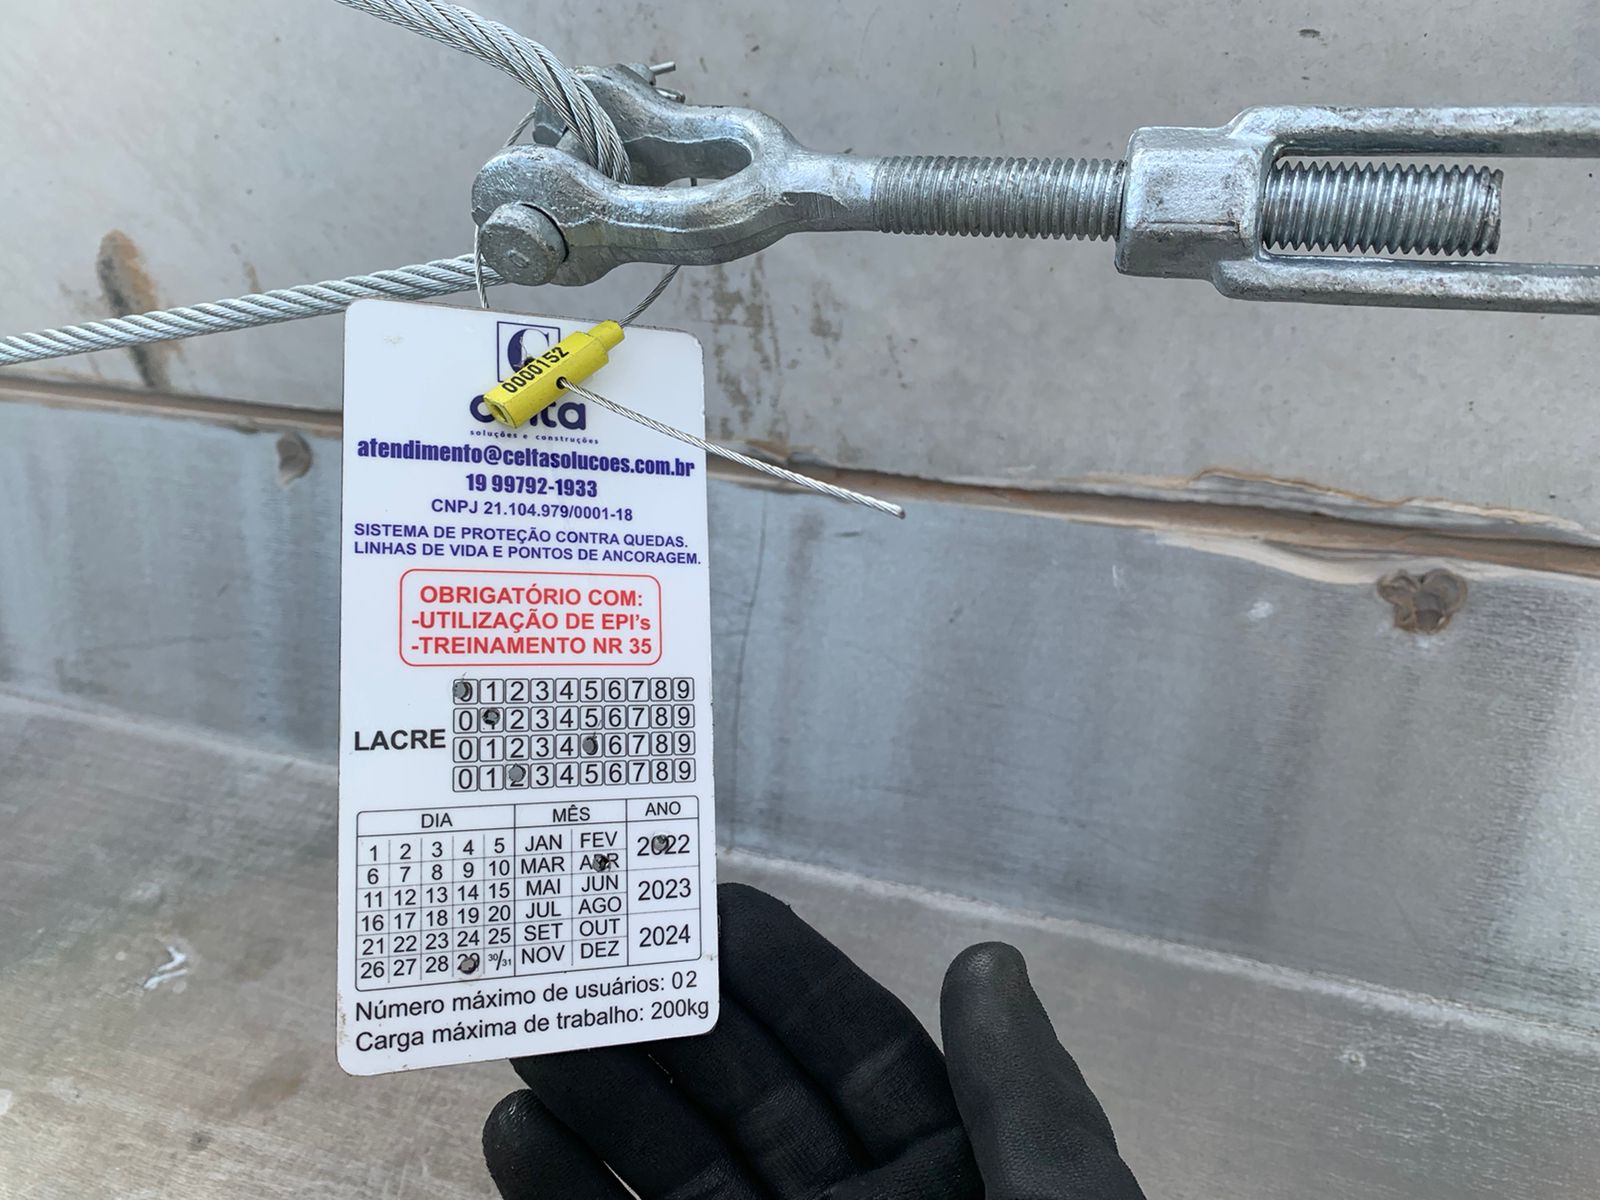 0000152
soluções e construções
atendimento@celtasolucoes.com.br
19 99792-1933
CNPJ 21.104.979/0001-18
SISTEMA DE PROTEÇÃO CONTRA QUEDAS.
LINHAS DE VIDA E PONTOS DE ANCORAGEM.
OBRIGATÓRIO COM:
-UTILIZAÇÃO DE EPI's
-TREINAMENTO NR 35
LACRE
0 1 2 3 4 5 6 7 8 9
0 1 2 3 4 5 6 7 8 9
0 1 2 3 4 5 6 7 8 9
0 1 2 3 4 5 6 7 8 9
DIA MÊS ANO
1 2 3 4 5 JAN FEV 2022
6 7 8 9 10 MAR ABR
11 12 13 14 15 MAI JUN 2023
16 17 18 19 20 JUL AGO
21 22 23 24 25 SET OUT 2024
26 27 28 29 30/31 NOV DEZ
Número máximo de usuários: 02
Carga máxima de trabalho: 200kg